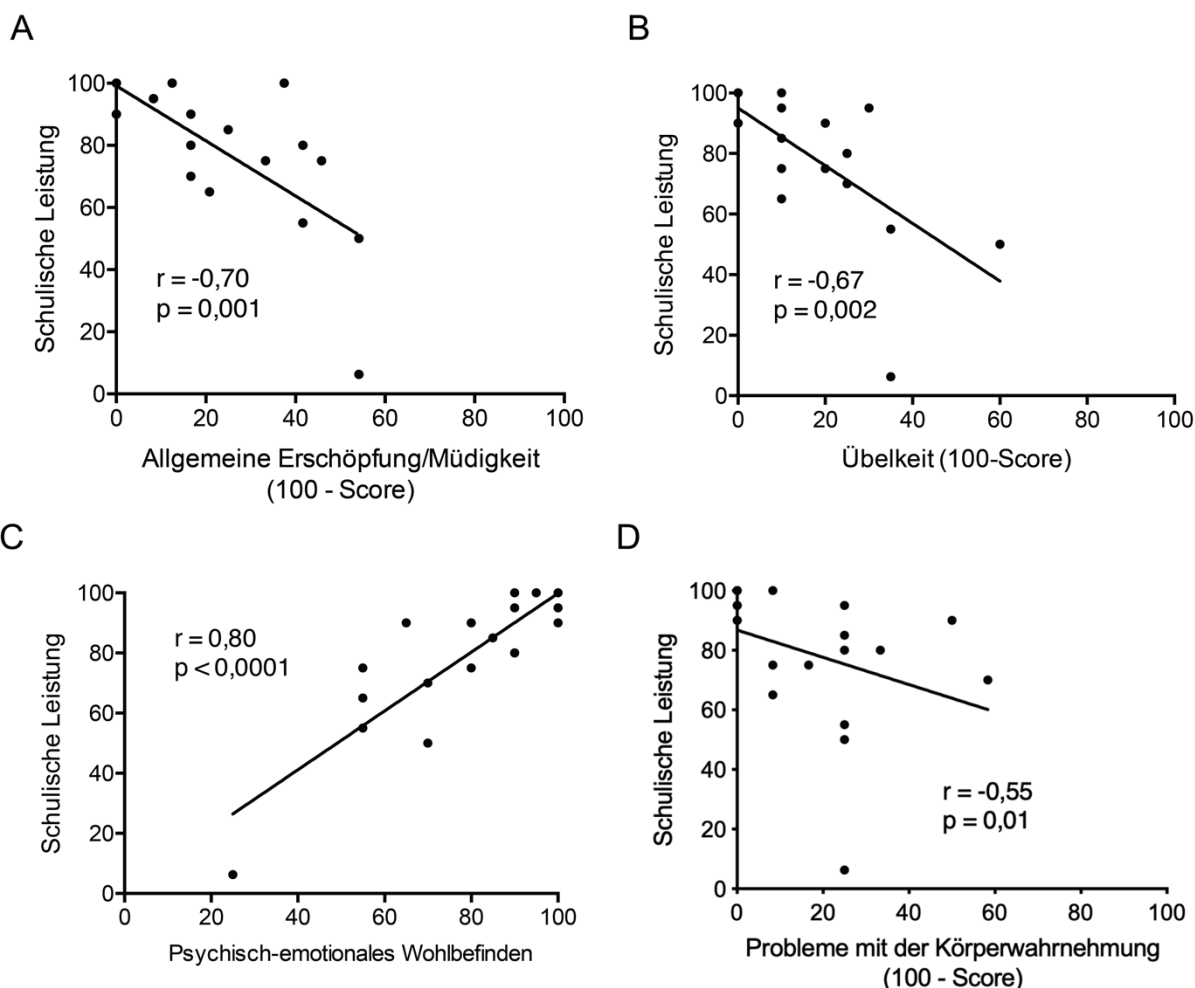 A
Schulische Leistung
100
80
60
40
20
0
r = -0,70
p = 0,001
0 20 40 60 80 100
Allgemeine Erschöpfung/Müdigkeit
(100 - Score)
B
Schulische Leistung
100
80
60
40
20
0
r = -0,67
p = 0,002
0 20 40 60 80 100
Übelkeit (100-Score)
C
Schulische Leistung
100
80
60
40
20
0
r = 0,80
p < 0,0001
0 20 40 60 80 100
Psychisch-emotionales Wohlbefinden
D
Schulische Leistung
100
80
60
40
20
0
r = -0,55
p = 0,01
0 20 40 60 80 100
Probleme mit der Körperwahrnehmung
(100 - Score)